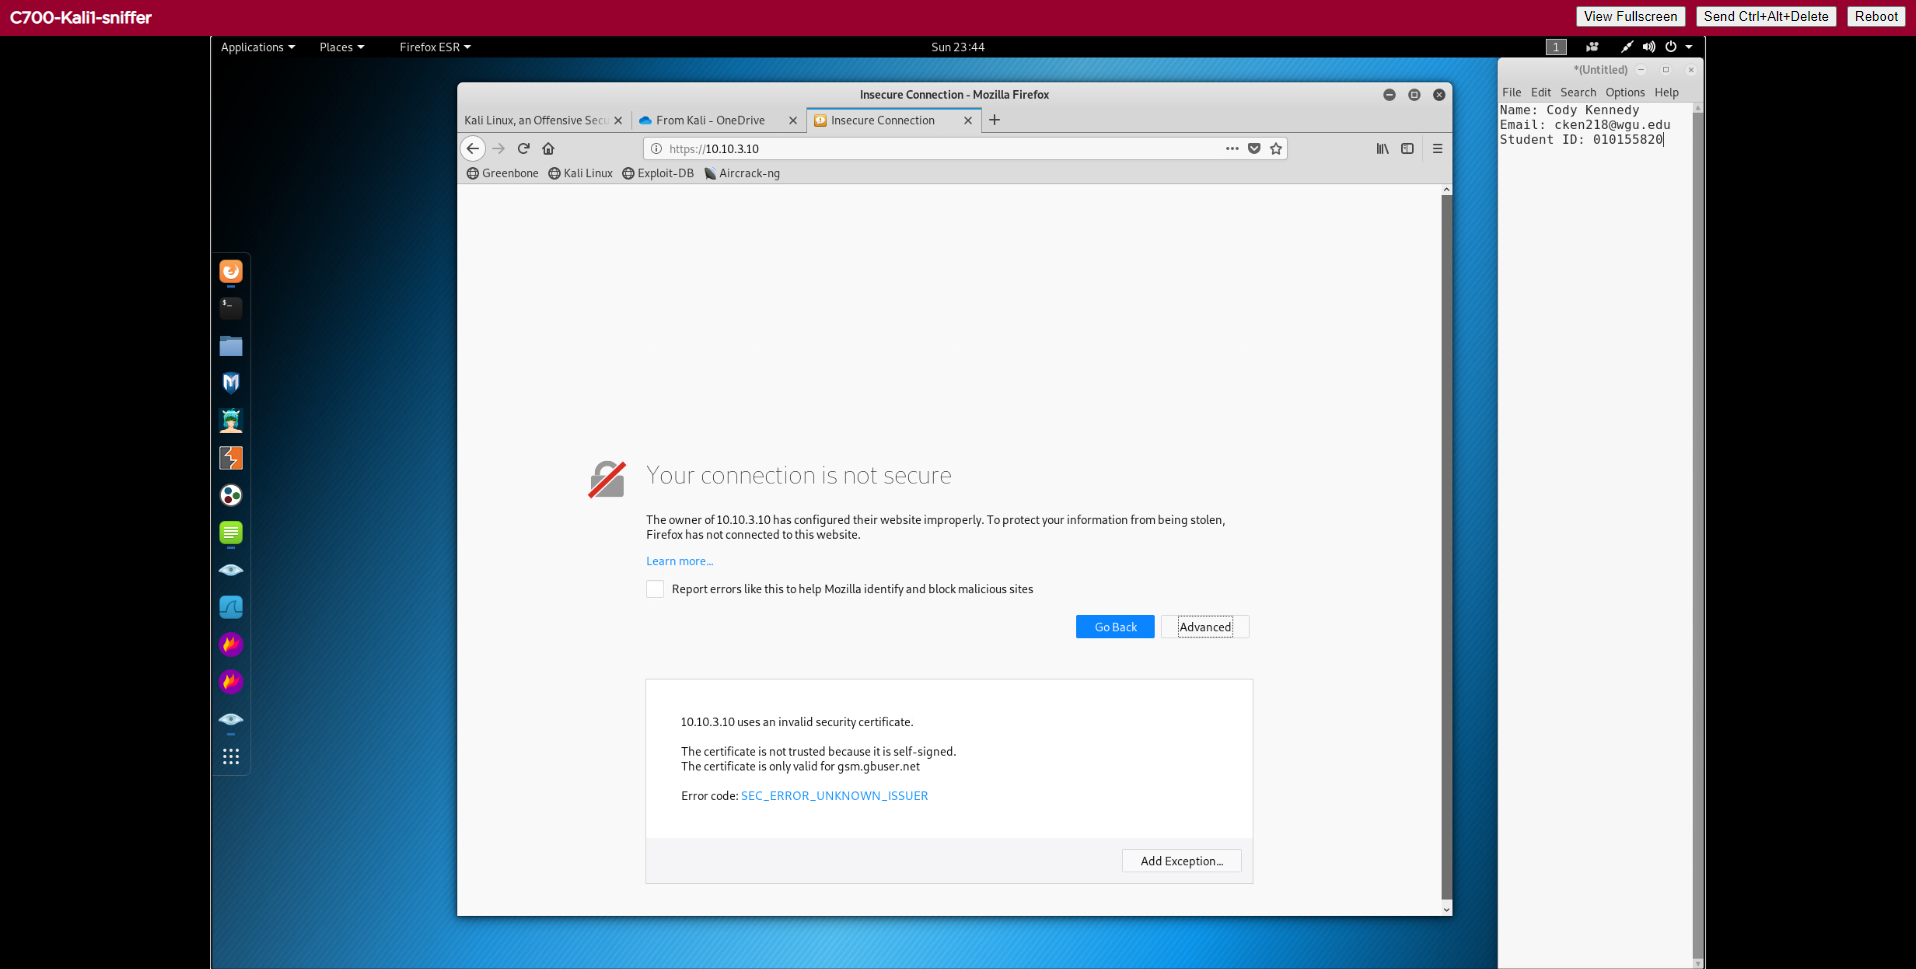 C700-Kali1-sniffer
View Fullscreen Send Ctrl+Alt+Delete Reboot
Applications Places Firefox ESR Sun 23:44 1
*(Untitled)
File Edit Search Options Help
Name: Cody Kennedy
Email: cken218@wgu.edu
Student ID: 010155820
Insecure Connection - Mozilla Firefox
Kali Linux, an Offensive Secu From Kali - OneDrive Insecure Connection
https://10.10.3.10
Greenbone Kali Linux Exploit-DB Aircrack-ng
Your connection is not secure
The owner of 10.10.3.10 has configured their website improperly. To protect your information from being stolen,
Firefox has not connected to this website.
Learn more...
Report errors like this to help Mozilla identify and block malicious sites
Go Back Advanced
10.10.3.10 uses an invalid security certificate.
The certificate is not trusted because it is self-signed.
The certificate is only valid for gsm.gbuser.net
Error code: SEC_ERROR_UNKNOWN_ISSUER
Add Exception...